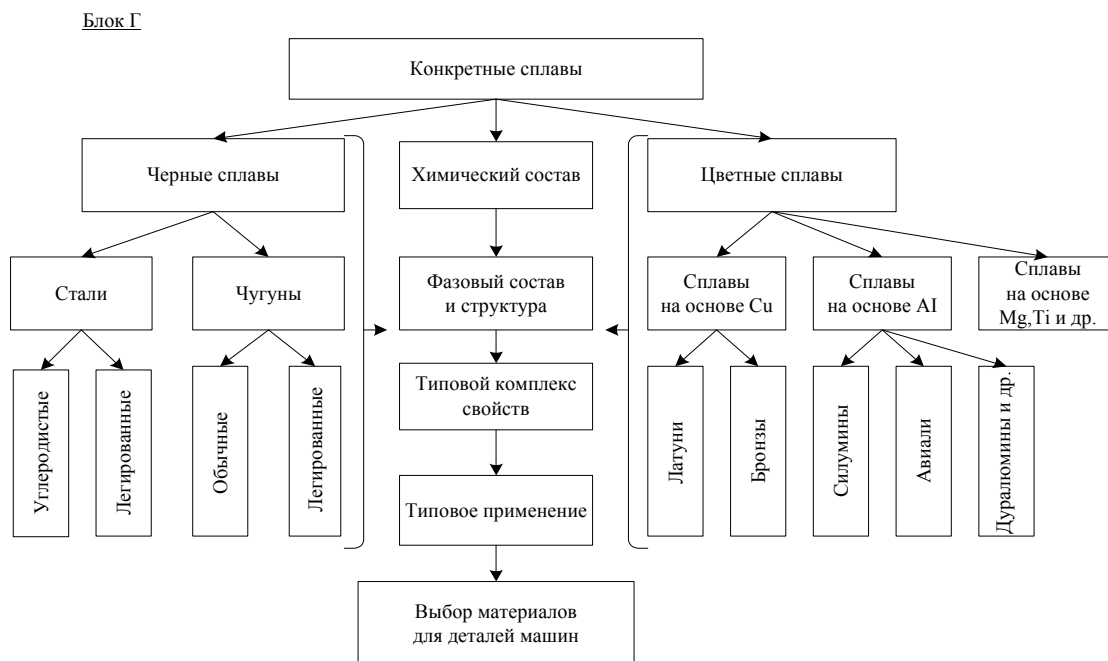 Блок Г
Конкретные сплавы
Черные сплавы
Химический состав
Цветные сплавы
Стали
Чугуны
Фазовый состав
и структура
Сплавы
на основе Cu
Сплавы
на основе AI
Сплавы
на основе
Mg,Ti и др.
Углеродистые
Легированные
Обычные
Легированные
Типовой комплекс
свойств
Латуни
Бронзы
Силумины
Авиали
Дуралюмины и др.
Типовое применение
Выбор материалов
для деталей машин